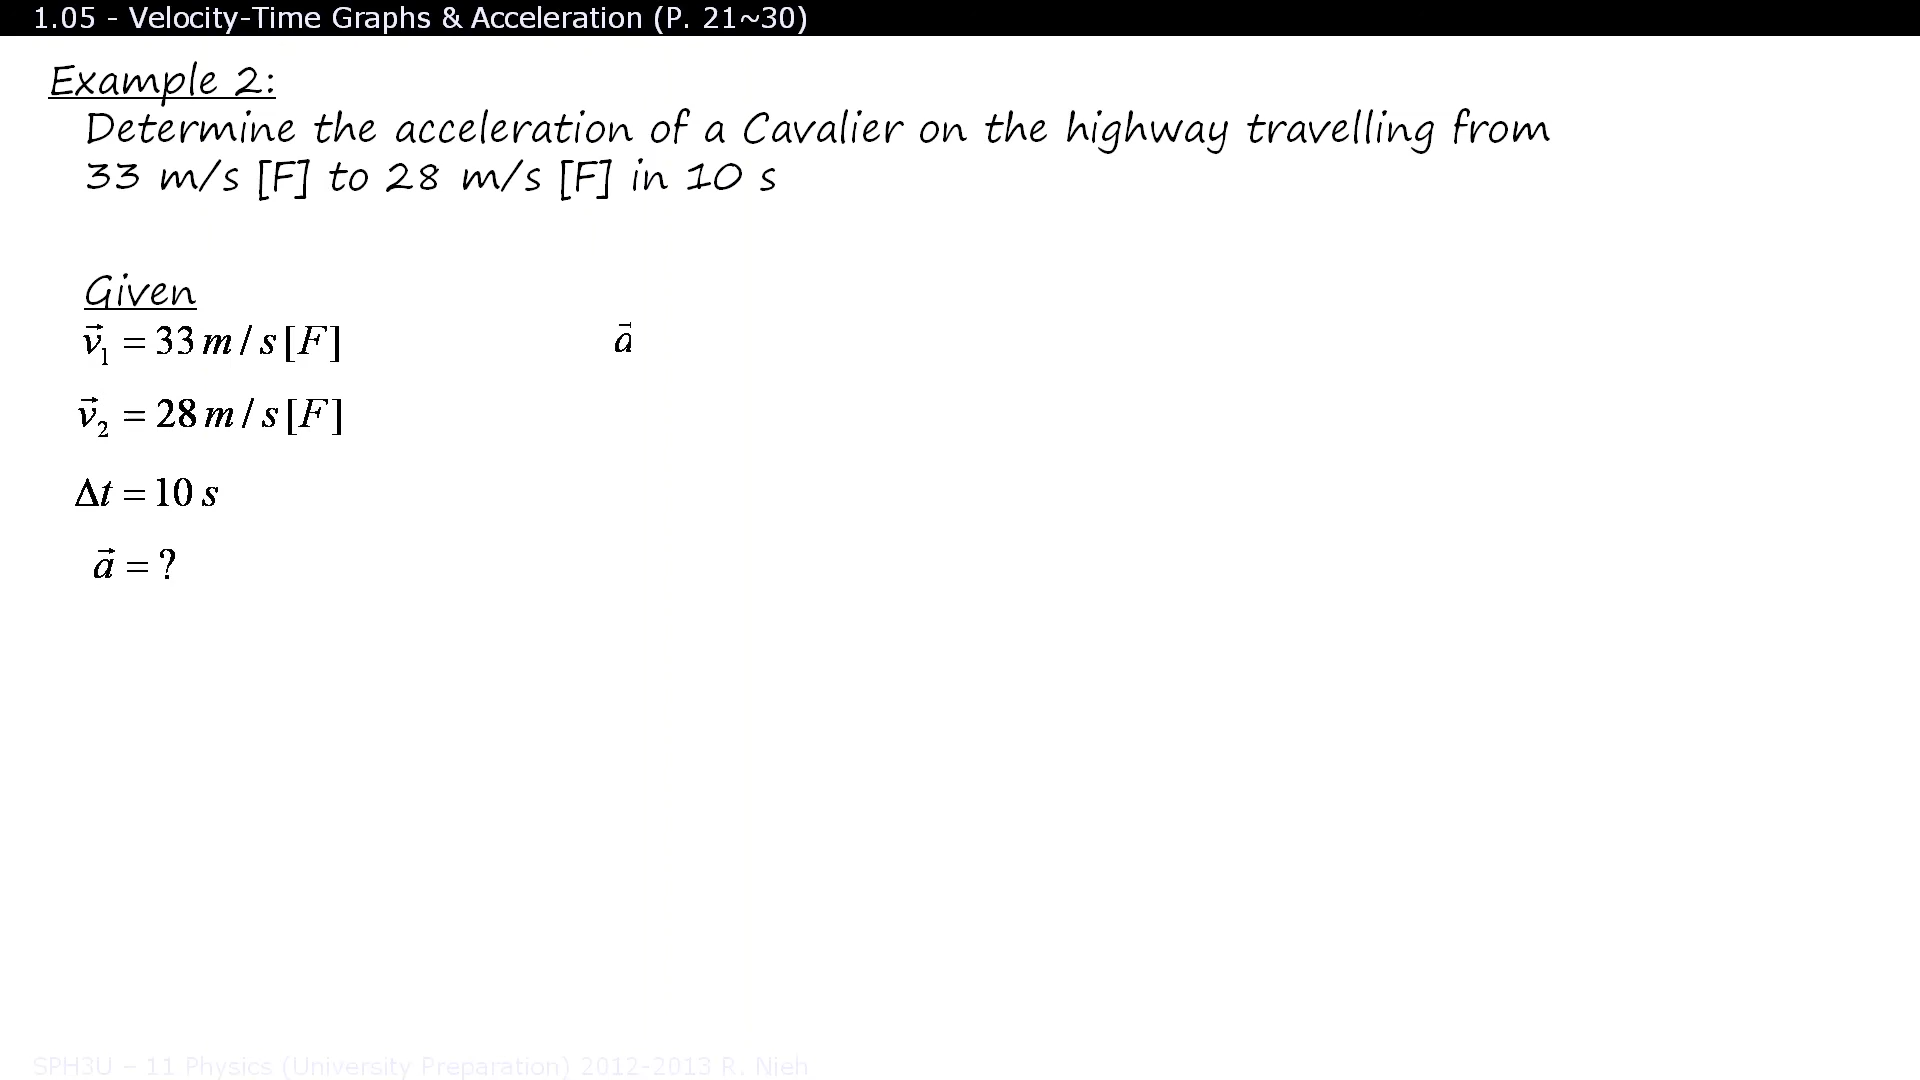 1.05 - Velocity-Time Graphs & Acceleration (P. 21~30)
Example 2:
Determine the acceleration of a Cavalier on the highway travelling from
33 m/s [F] to 28 m/s [F] in 10 s
Given
v⃗₁ = 33 m / s [F]
a⃗
v⃗₂ = 28 m / s [F]
Δt = 10 s
a⃗ = ?
SPH3U – 11 Physics (University Preparation) 2012-2013 R. Nieh